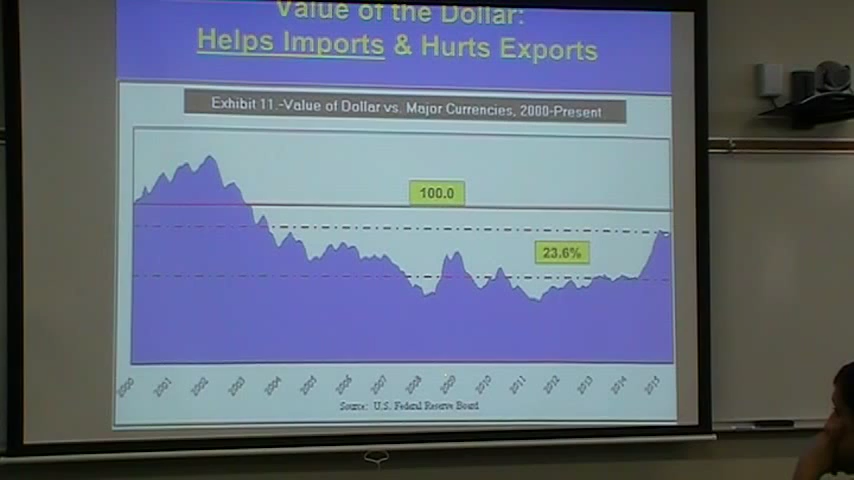 Value of the Dollar:
Helps Imports & Hurts Exports
Exhibit 11.-Value of Dollar vs. Major Currencies, 2000-Present
100.0
23.6%
2000 2001 2002 2003 2004 2005 2006 2007 2008 2009 2010 2011 2012 2013 2014 2015
Source: U.S. Federal Reserve Board